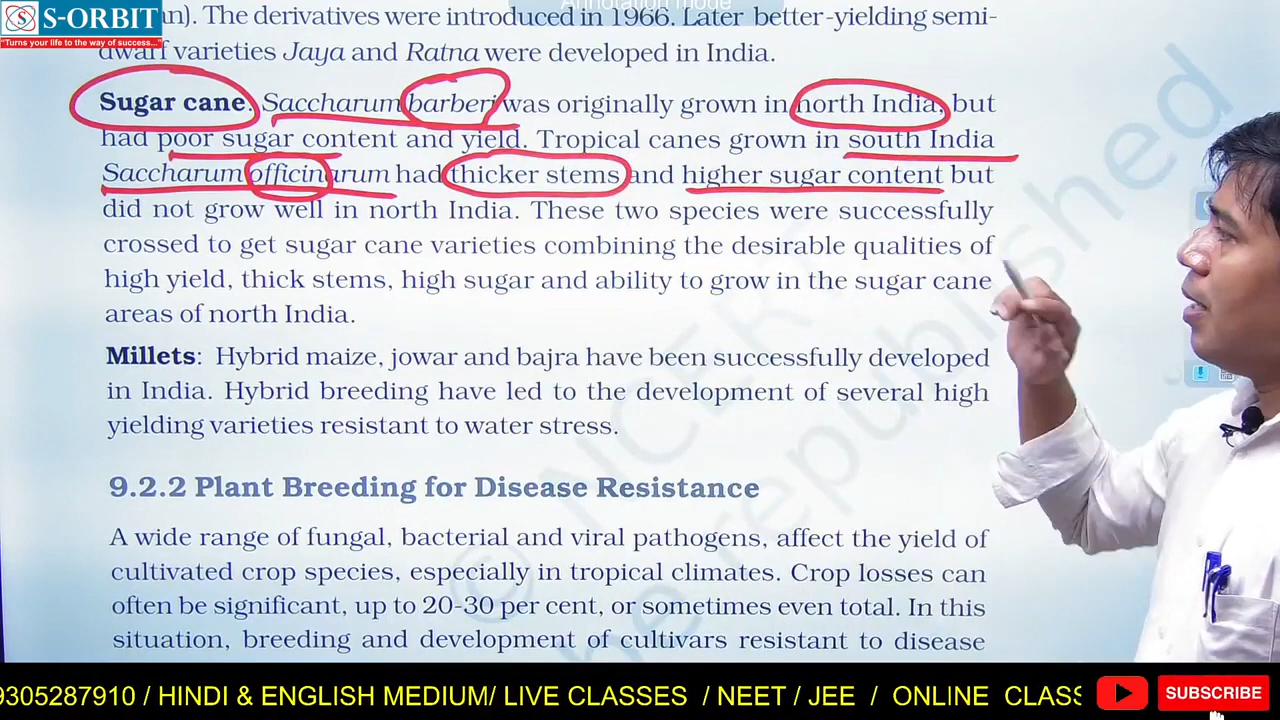 S-ORBIT
"Turns your life to the way of success..."
Annotation mode
an). The derivatives were introduced in 1966. Later better-yielding semi-
dwarf varieties Jaya and Ratna were developed in India.
Sugar cane: Saccharum barberi was originally grown in north India, but
had poor sugar content and yield. Tropical canes grown in south India
Saccharum officinarum had thicker stems and higher sugar content but
did not grow well in north India. These two species were successfully
crossed to get sugar cane varieties combining the desirable qualities of
high yield, thick stems, high sugar and ability to grow in the sugar cane
areas of north India.
Millets: Hybrid maize, jowar and bajra have been successfully developed
in India. Hybrid breeding have led to the development of several high
yielding varieties resistant to water stress.
9.2.2 Plant Breeding for Disease Resistance
A wide range of fungal, bacterial and viral pathogens, affect the yield of
cultivated crop species, especially in tropical climates. Crop losses can
often be significant, up to 20-30 per cent, or sometimes even total. In this
situation, breeding and development of cultivars resistant to disease
© NCERT
be republished
9305287910 / HINDI & ENGLISH MEDIUM/ LIVE CLASSES / NEET / JEE / ONLINE CLASS
SUBSCRIBE